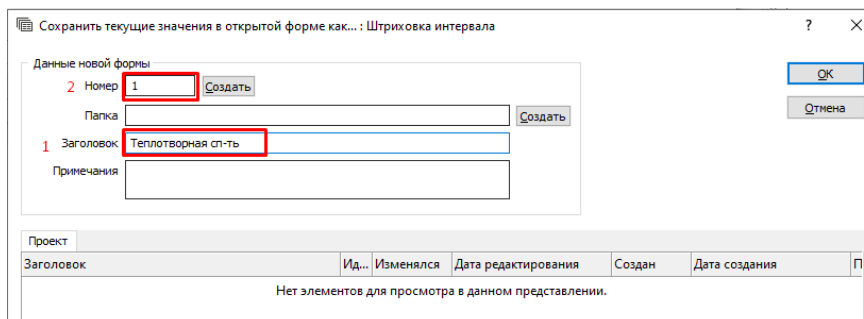 Сохранить текущие значения в открытой форме как... : Штриховка интервала ?
Данные новой формы
2 Номер 1 Создать OK
Папка Создать Отмена
1 Заголовок Теплотворная сп-ть
Примечания
Проект
Заголовок Ид... Изменялся Дата редактирования Создан Дата создания П
Нет элементов для просмотра в данном представлении.